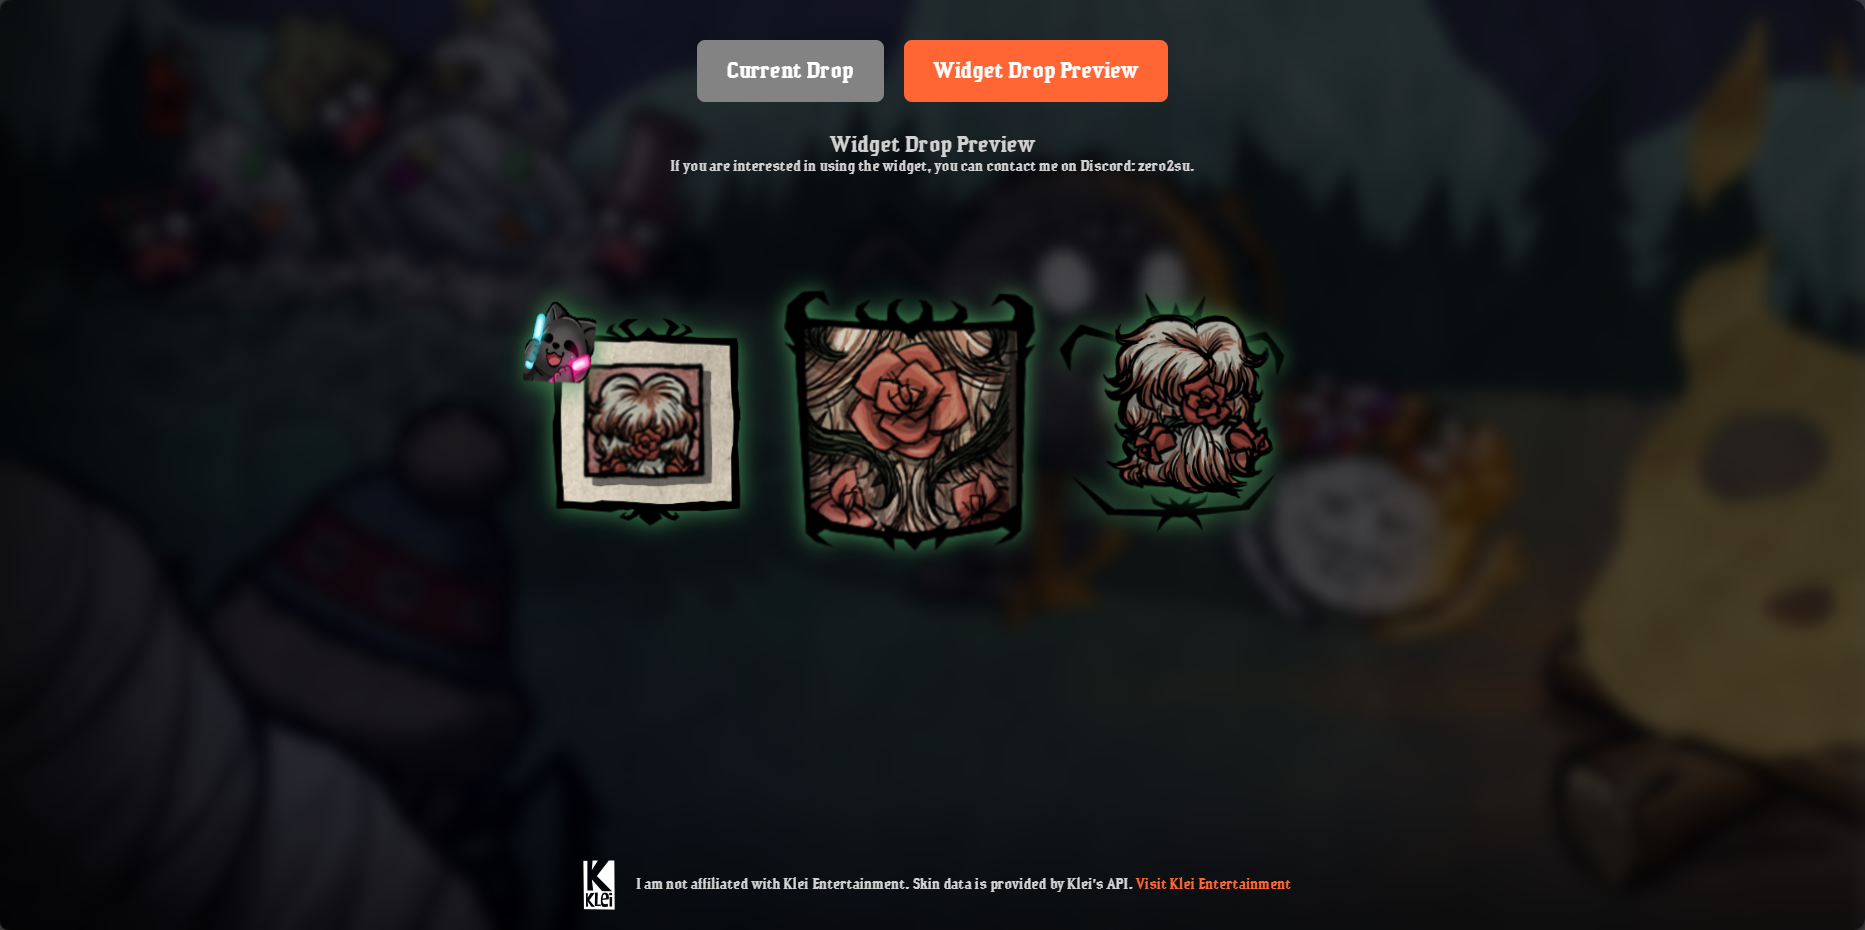 Current Drop
Widget Drop Preview
Widget Drop Preview
If you are interested in using the widget, you can contact me on Discord: zero2su.
K
KLEi
I am not affiliated with Klei Entertainment. Skin data is provided by Klei's API. Visit Klei Entertainment